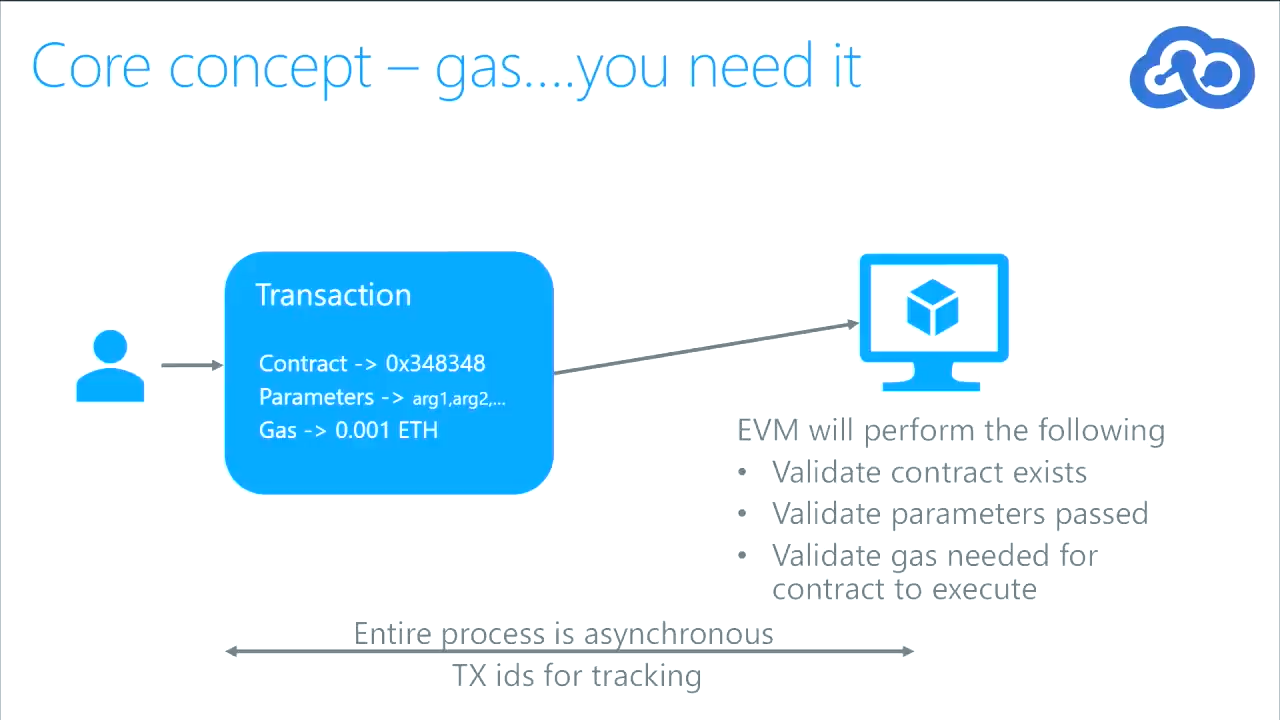 Core concept – gas....you need it
Transaction
Contract -> 0x348348
Parameters -> arg1,arg2,...
Gas -> 0.001 ETH
EVM will perform the following
• Validate contract exists
• Validate parameters passed
• Validate gas needed for
contract to execute
Entire process is asynchronous
TX ids for tracking